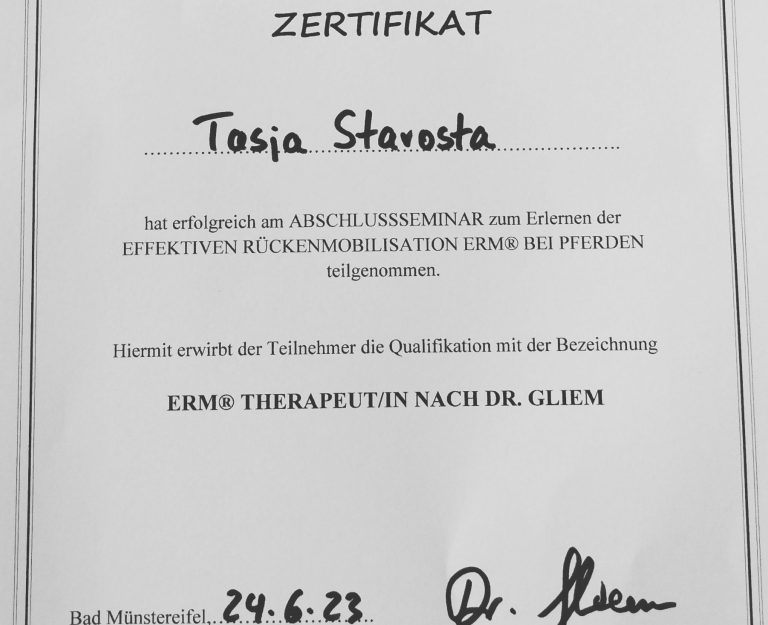 ZERTIFIKAT
Tasja Starosta
hat erfolgreich am ABSCHLUSSSEMINAR zum Erlernen der
EFFEKTIVEN RÜCKENMOBILISATION ERM® BEI PFERDEN
teilgenommen.
Hiermit erwirbt der Teilnehmer die Qualifikation mit der Bezeichnung
ERM® THERAPEUT/IN NACH DR. GLIEM
Bad Münstereifel, 24.6.23 Dr. Gliem